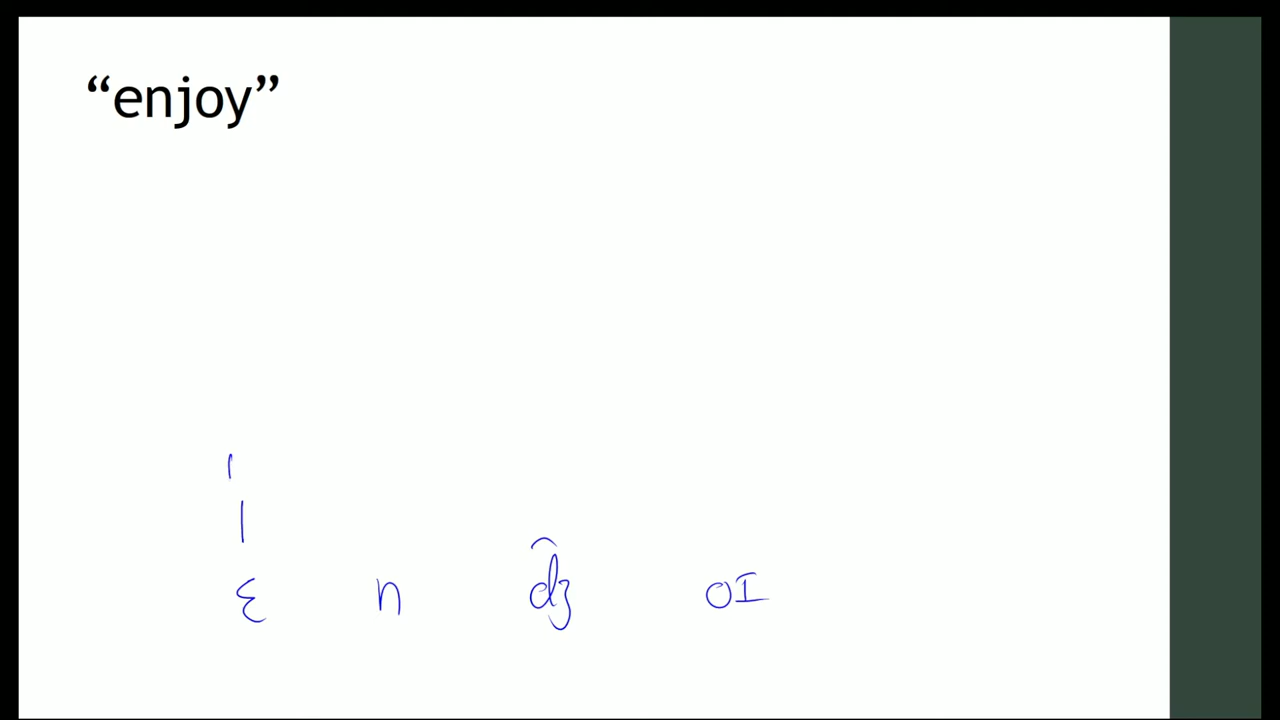 “enjoy”
ɛ n d͡ʒ oɪ